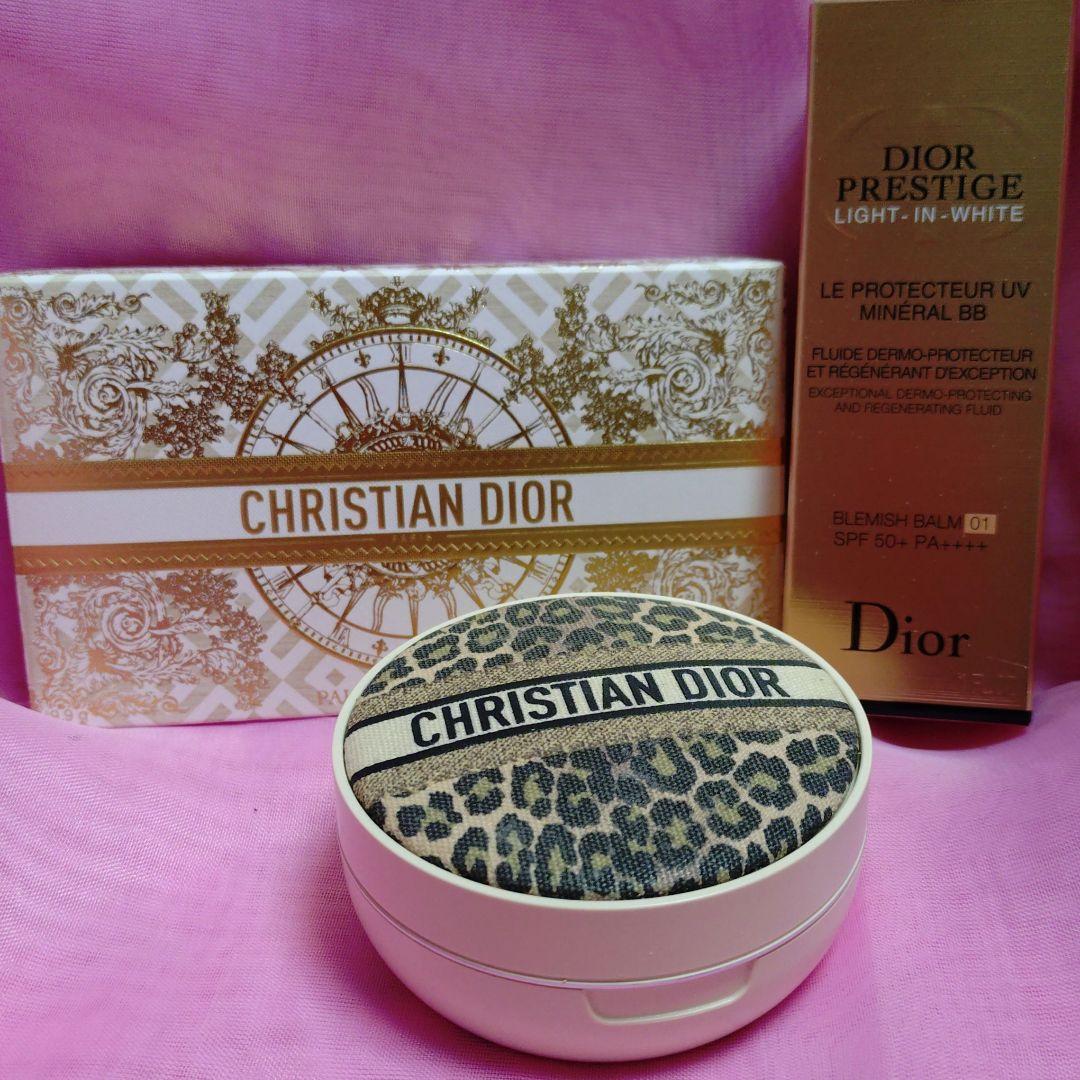 CHRISTIAN DIOR
PARIS
DIOR
PRESTIGE
LIGHT-IN-WHITE
LE PROTECTEUR UV
MINÉRAL BB
FLUIDE DERMO-PROTECTEUR
ET RÉGÉNÉRANT D'EXCEPTION
EXCEPTIONAL DERMO-PROTECTING
AND REGENERATING FLUID
BLEMISH BALM 01
SPF 50+ PA++++
Dior
CHRISTIAN DIOR